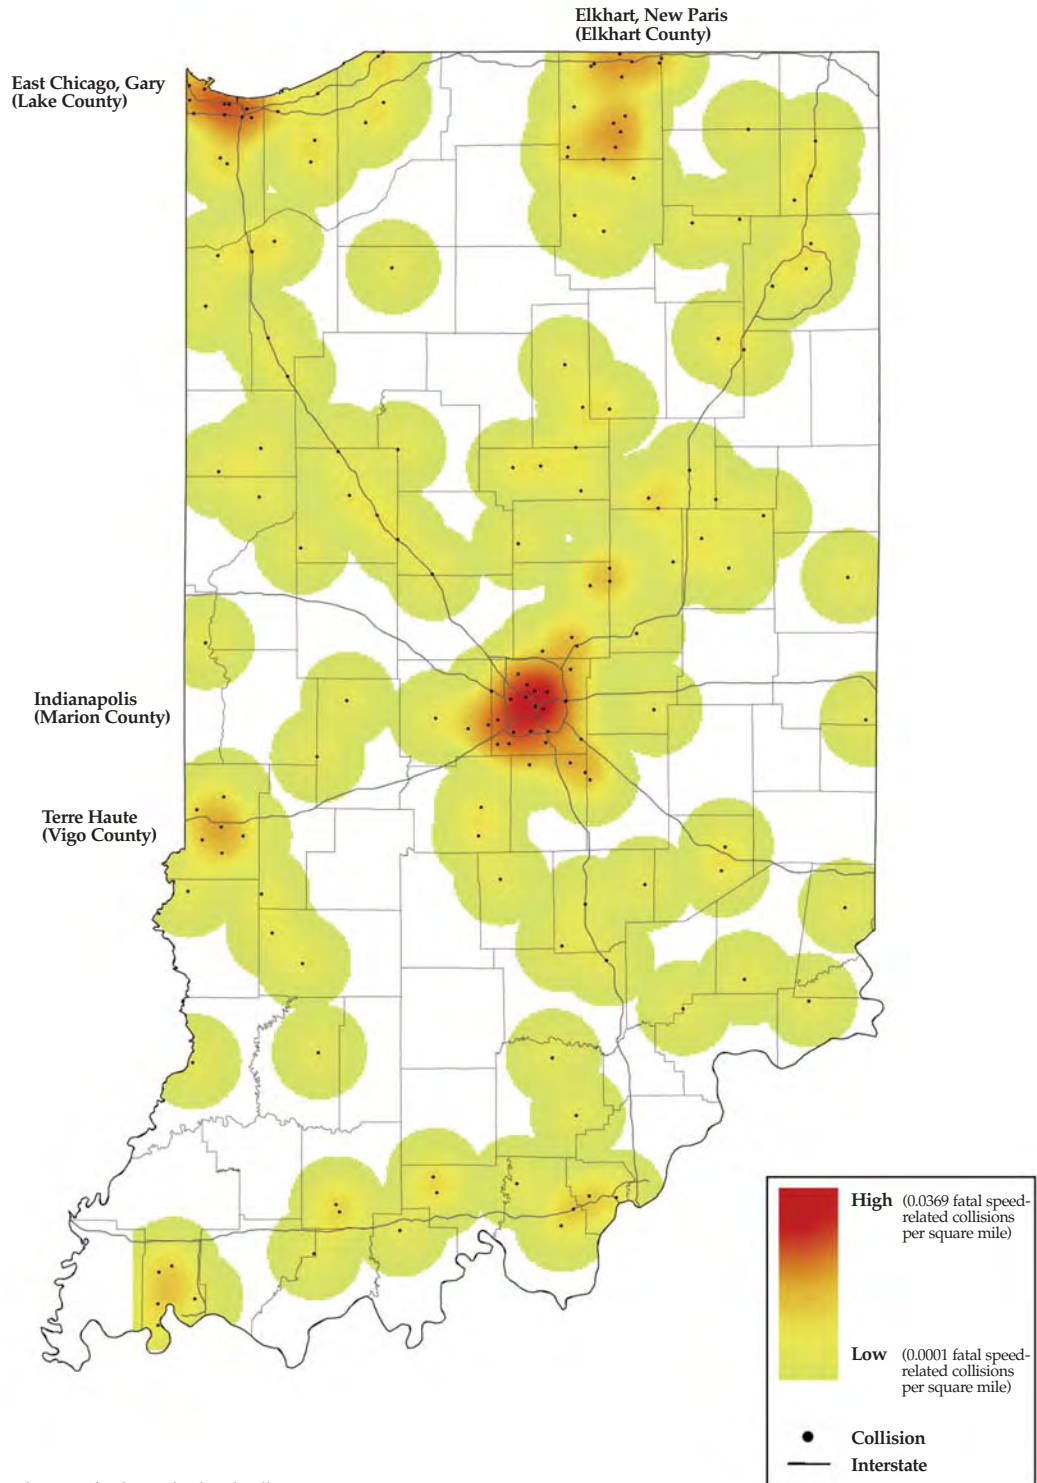 Elkhart, New Paris
(Elkhart County)
East Chicago, Gary
(Lake County)
Indianapolis
(Marion County)
Terre Haute
(Vigo County)
High (0.0369 fatal speed-
related collisions
per square mile)
Low (0.0001 fatal speed-
related collisions
per square mile)
Collision
Interstate